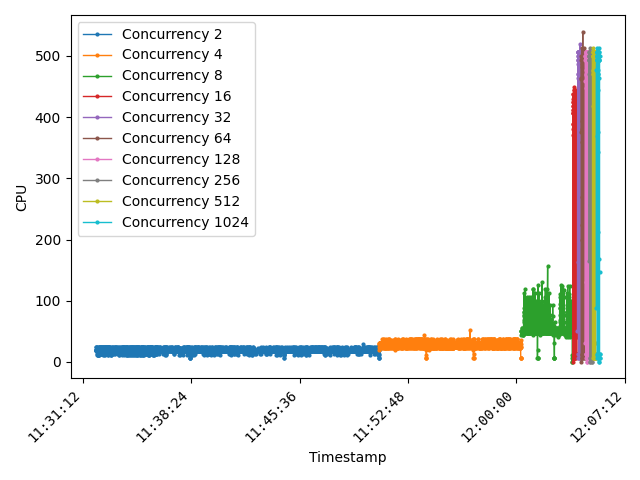 Concurrency 2
Concurrency 4
Concurrency 8
Concurrency 16
Concurrency 32
Concurrency 64
Concurrency 128
Concurrency 256
Concurrency 512
Concurrency 1024
CPU
500
400
300
200
100
0
11:31:12
11:38:24
11:45:36
11:52:48
12:00:00
12:07:12
Timestamp